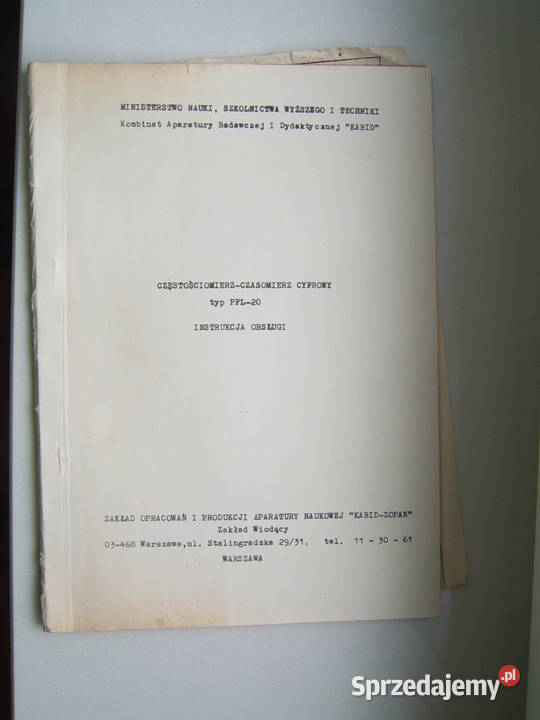 MINISTERSTWO NAUKI, SZKOLNICTWA WYŻSZEGO I TECHNIKI
Kombinat Aparatury Badawczej i Dydaktycznej "KABID"
CZĘSTOŚCIOMIERZ-CZASOMIERZ CYFROWY
typ PFL-20
INSTRUKCJA OBSŁUGI
ZAKŁAD OPRACOWAŃ I PRODUKCJI APARATURY NAUKOWEJ "KABID-ZOPAN"
Zakład Wiodący
03-468 Warszawa,ul. Stalingradzka 29/31, tel. 11 - 30 - 61
WARSZAWA
Sprzedajemy.pl